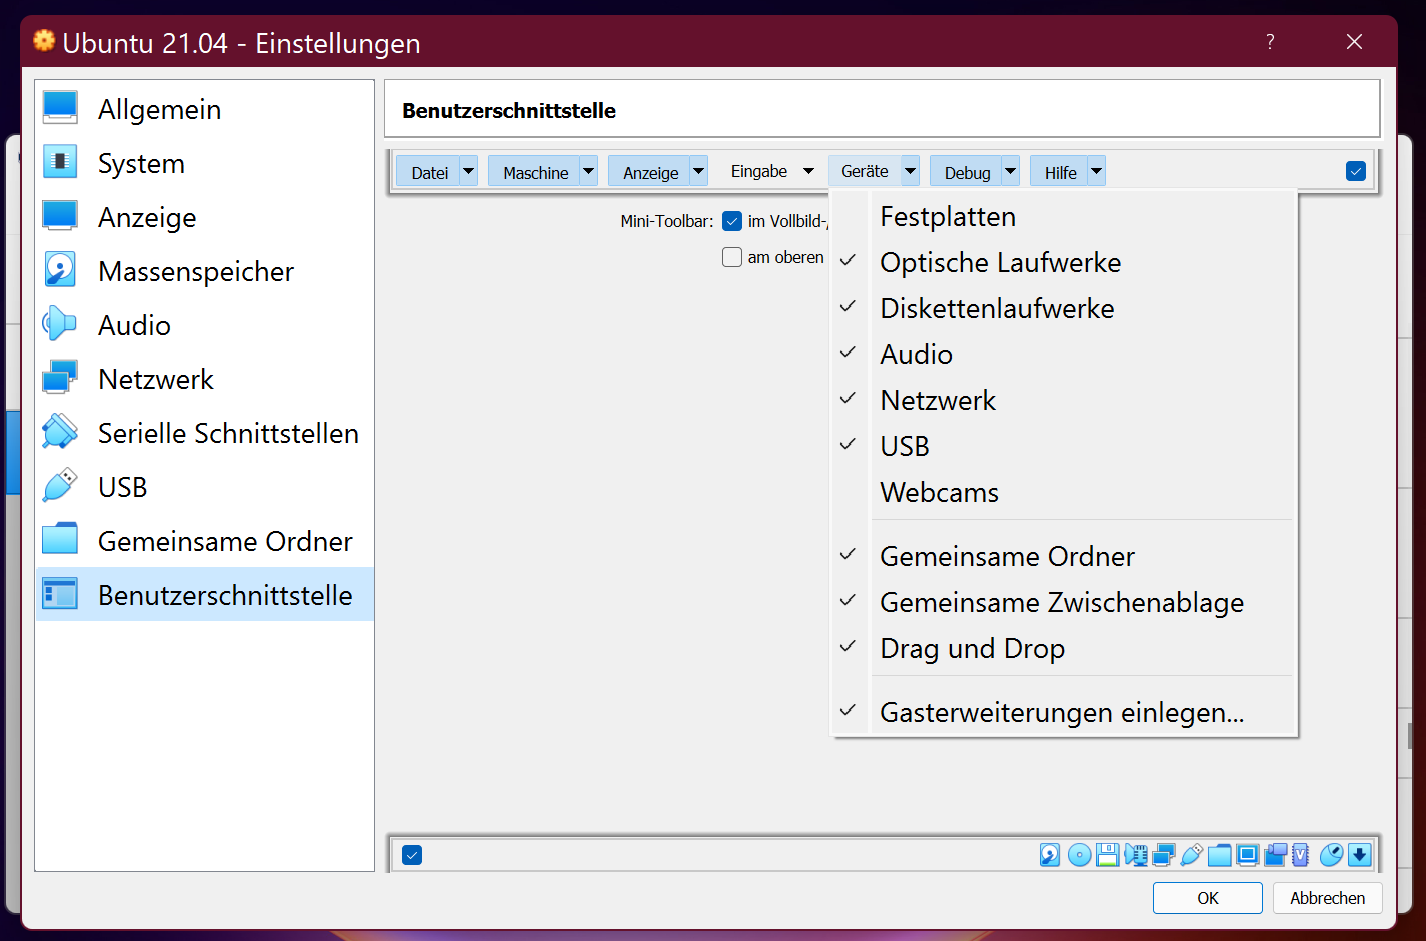 Ubuntu 21.04 - Einstellungen
?
Allgemein
System
Anzeige
Massenspeicher
Audio
Netzwerk
Serielle Schnittstellen
USB
Gemeinsame Ordner
Benutzerschnittstelle
Benutzerschnittstelle
Datei Maschine Anzeige Eingabe Geräte Debug Hilfe
Mini-Toolbar: im Vollbild-
am oberen
Festplatten
Optische Laufwerke
Diskettenlaufwerke
Audio
Netzwerk
USB
Webcams
Gemeinsame Ordner
Gemeinsame Zwischenablage
Drag und Drop
Gasterweiterungen einlegen...
V
OK Abbrechen